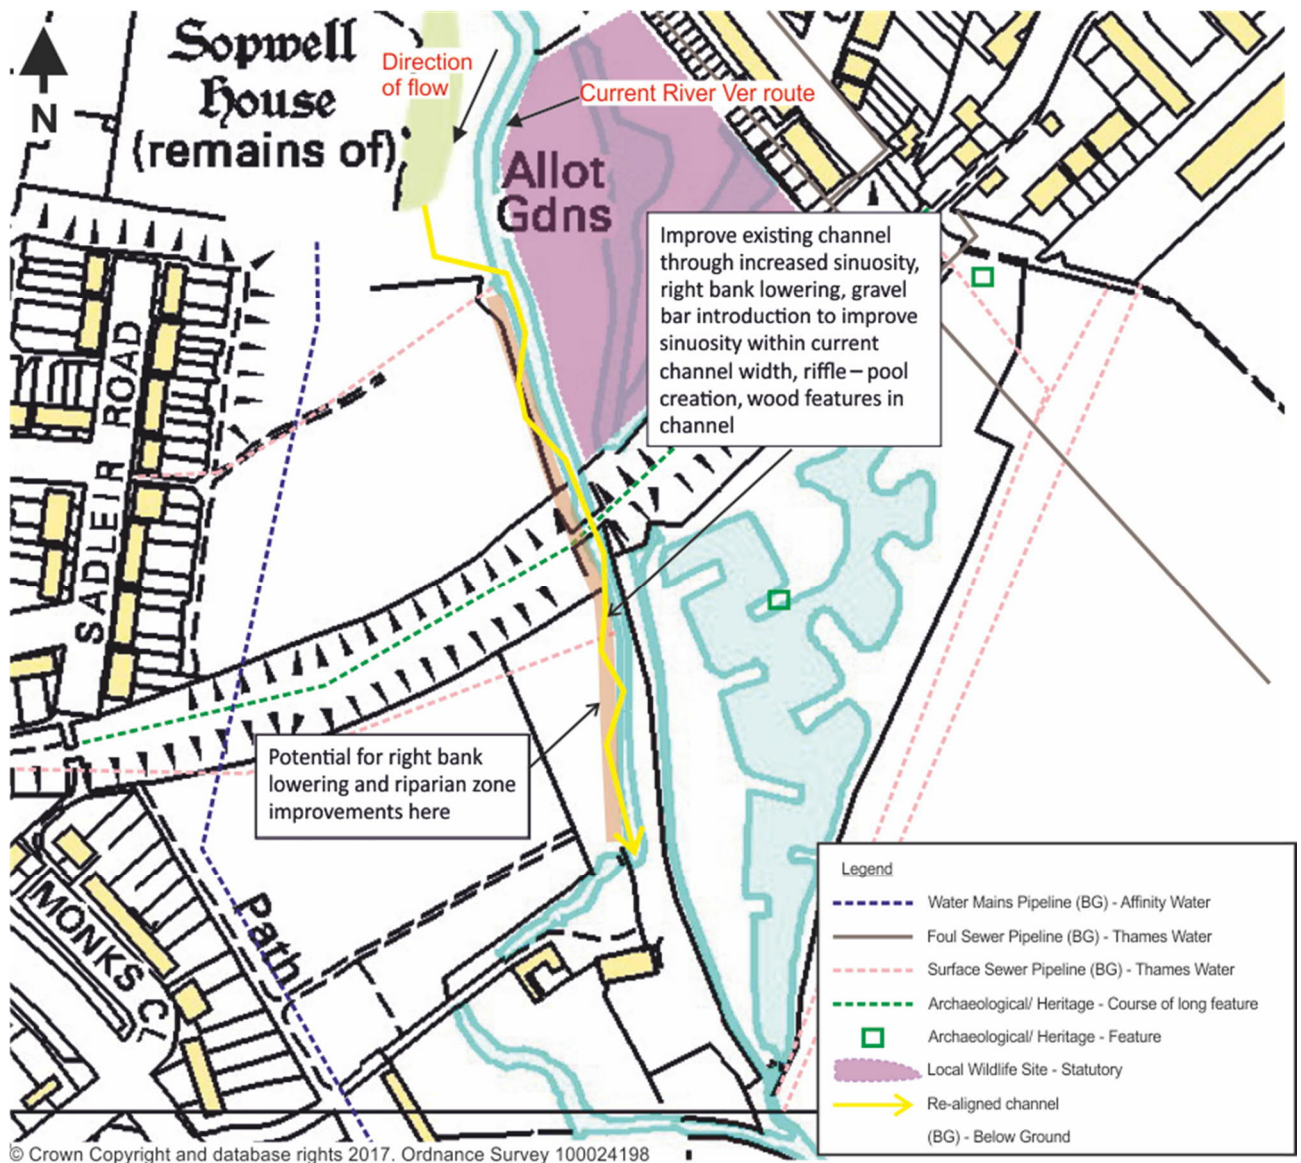 Sopwell
House
(remains of)
N
Direction
of flow
Current River Ver route
Allot
Gdns
Improve existing channel
through increased sinuosity,
right bank lowering, gravel
bar introduction to improve
sinuosity within current
channel width, riffle – pool
creation, wood features in
channel
SADLEIR ROAD
Potential for right bank
lowering and riparian zone
improvements here
MONKS CL
Path
Legend
Water Mains Pipeline (BG) - Affinity Water
Foul Sewer Pipeline (BG) - Thames Water
Surface Sewer Pipeline (BG) - Thames Water
Archaeological/ Heritage - Course of long feature
Archaeological/ Heritage - Feature
Local Wildlife Site - Statutory
Re-aligned channel
(BG) - Below Ground
© Crown Copyright and database rights 2017. Ordnance Survey 100024198